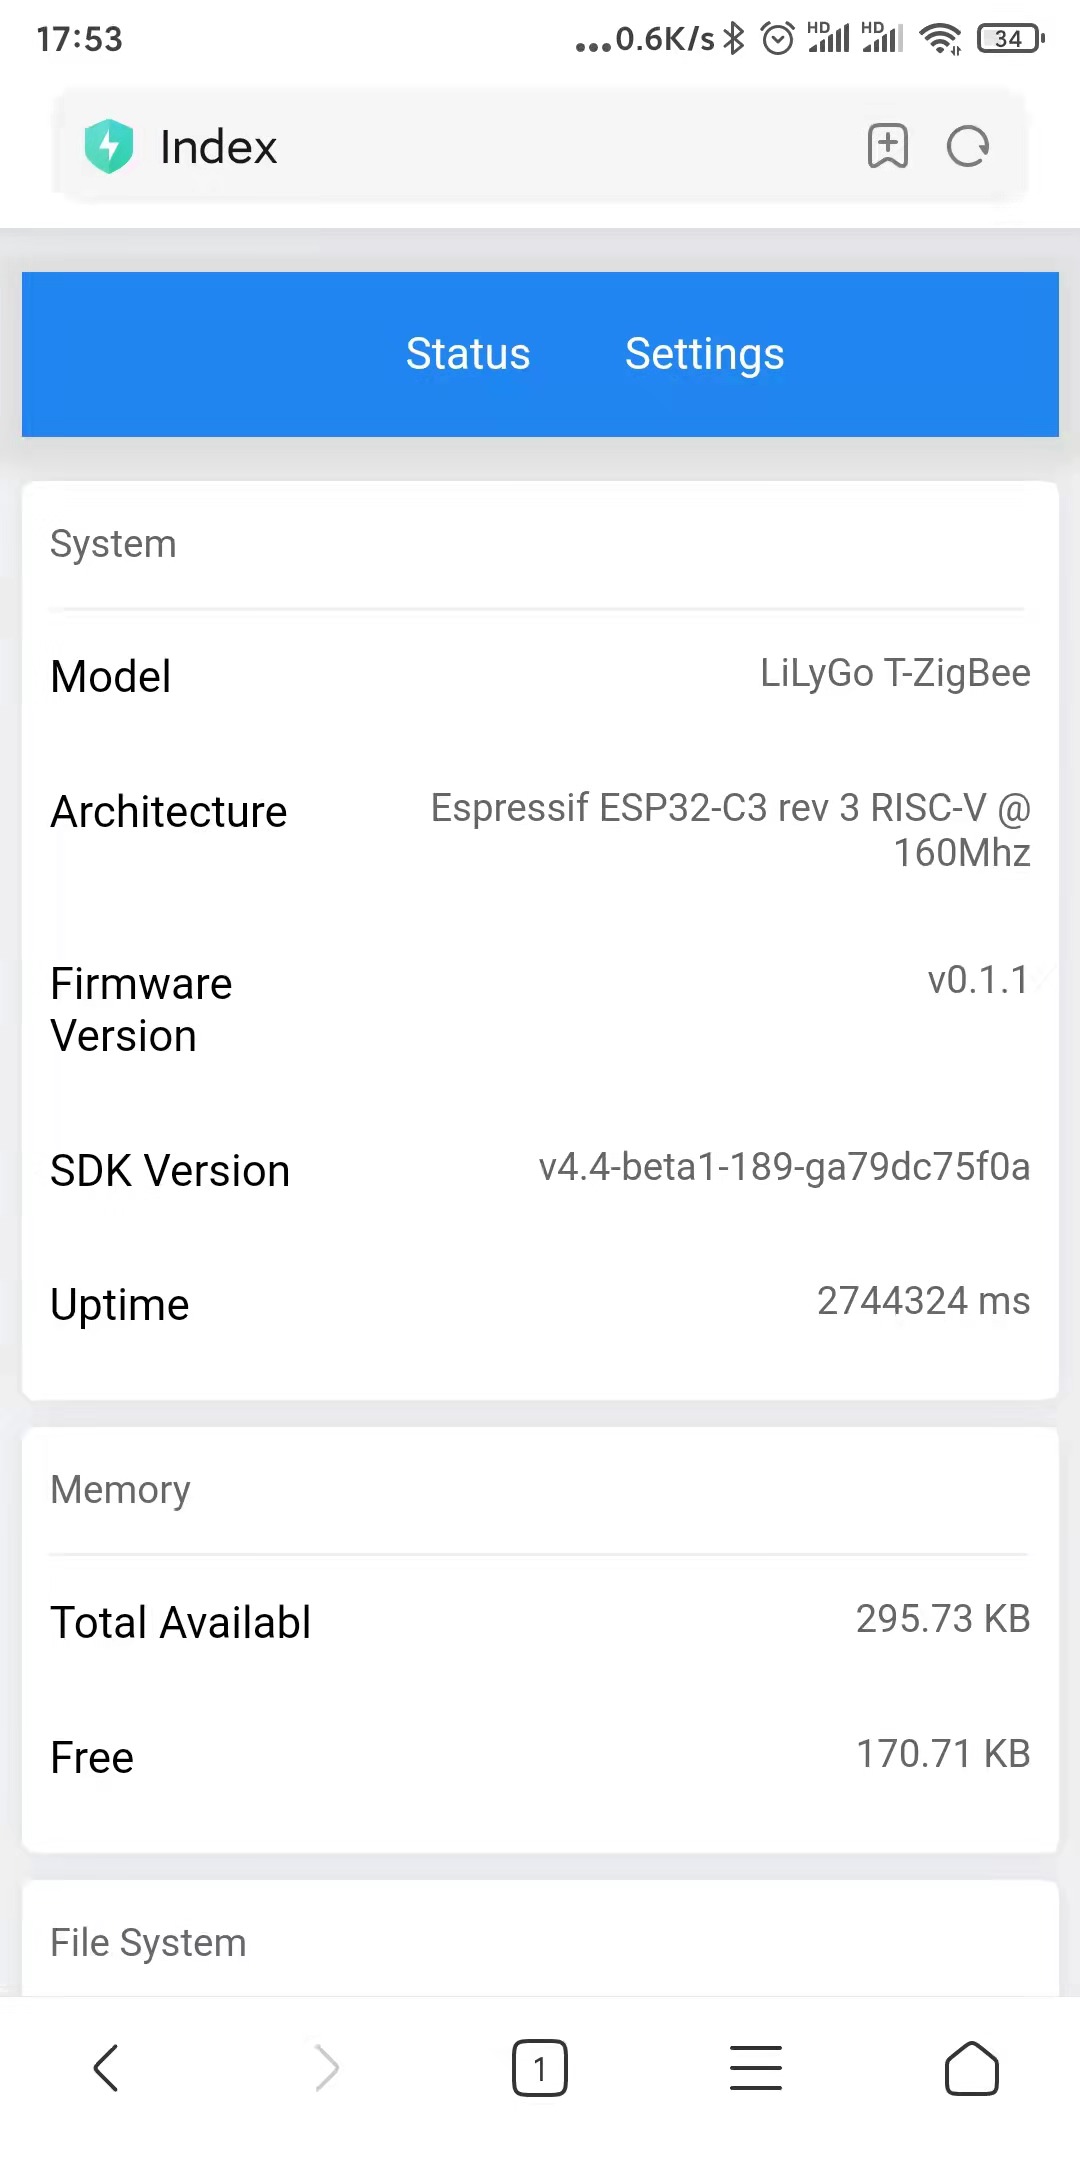 17:53
...0.6K/s HD HD 34
Index
Status Settings
System
Model LiLyGo T-ZigBee
Architecture Espressif ESP32-C3 rev 3 RISC-V @
160Mhz
Firmware v0.1.1
Version
SDK Version v4.4-beta1-189-ga79dc75f0a
Uptime 2744324 ms
Memory
Total Availabl 295.73 KB
Free 170.71 KB
File System
1